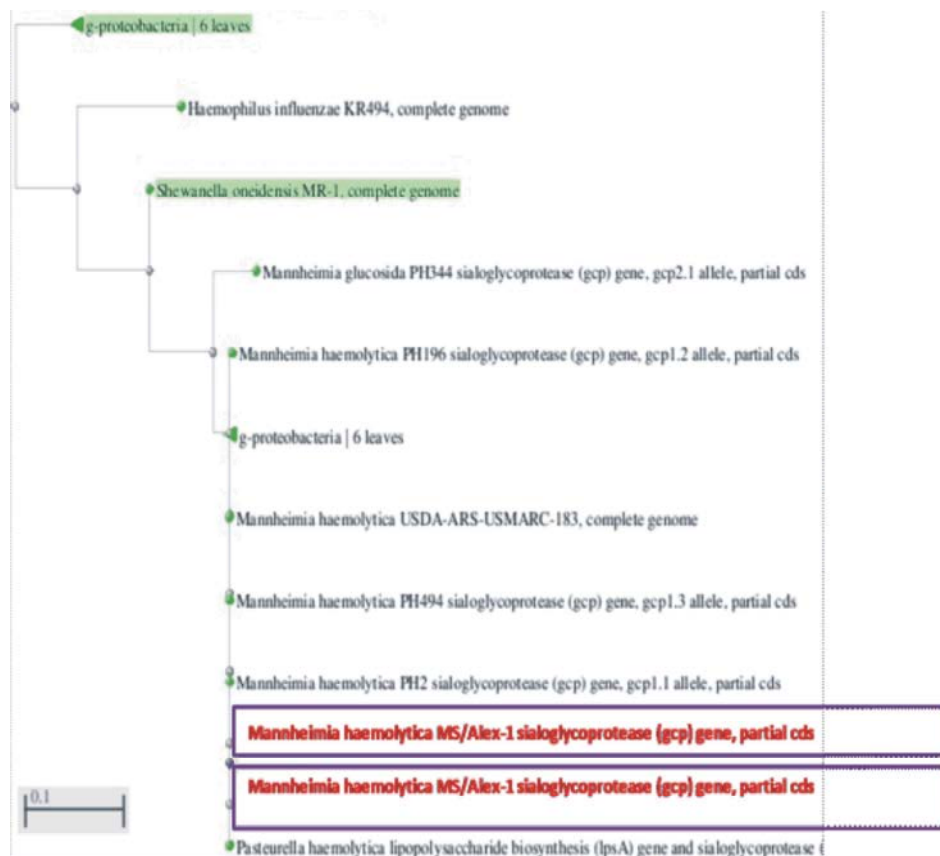 g-proteobacteria | 6 leaves
Haemophilus influenzae KR494, complete genome
Shewanella oneidensis MR-1, complete genome
Mannheimia glucosida PH344 sialoglycoprotease (gcp) gene, gcp2.1 allele, partial cds
Mannheimia haemolytica PH196 sialoglycoprotease (gcp) gene, gcp1.2 allele, partial cds
g-proteobacteria | 6 leaves
Mannheimia haemolytica USDA-ARS-USMARC-183, complete genome
Mannheimia haemolytica PH494 sialoglycoprotease (gcp) gene, gcp1.3 allele, partial cds
Mannheimia haemolytica PH2 sialoglycoprotease (gcp) gene, gcp1.1 allele, partial cds
Mannheimia haemolytica MS/Alex-1 sialoglycoprotease (gcp) gene, partial cds
Mannheimia haemolytica MS/Alex-1 sialoglycoprotease (gcp) gene, partial cds
0.1
Pasteurella haemolytica lipopolysaccharide biosynthesis (lpsA) gene and sialoglycoprotease (